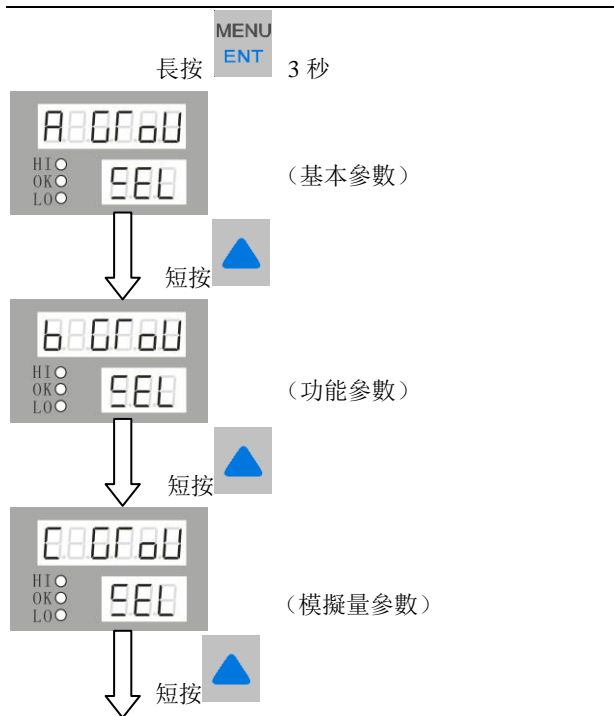 MENU
長按 ENT 3 秒
A GroU
HI
OK
SEL
LO
（基本參數）
短按
b GroU
HI
OK
SEL
LO
（功能參數）
短按
C GroU
HI
OK
SEL
LO
（模擬量參數）
短按